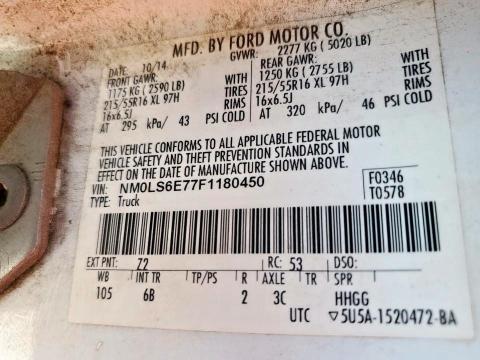 MFD. BY FORD MOTOR CO.
DATE: 10/14 GVWR: 2277 KG ( 5020 LB)
FRONT GAWR: REAR GAWR:
1175 KG ( 2590 LB) 1250 KG ( 2755 LB)
215/55R16 XL 97H TIRES 215/55R16 XL 97H TIRES
16x6.5J RIMS 16x6.5J RIMS
AT 295 kPa/ 43 PSI COLD AT 320 kPa/ 46 PSI COLD
THIS VEHICLE CONFORMS TO ALL APPLICABLE FEDERAL MOTOR
VEHICLE SAFETY AND THEFT PREVENTION STANDARDS IN
EFFECT ON THE DATE OF MANUFACTURE SHOWN ABOVE.
VIN: NM0LS6E77F1180450 F0346
TYPE: Truck T0578
EXT PNT: Z2 RC: 53 DSO:
WB INT TR TP/PS R AXLE TR SPR
105 6B 2 3C HHGG
UTC ▽5U5A-1520472-BA